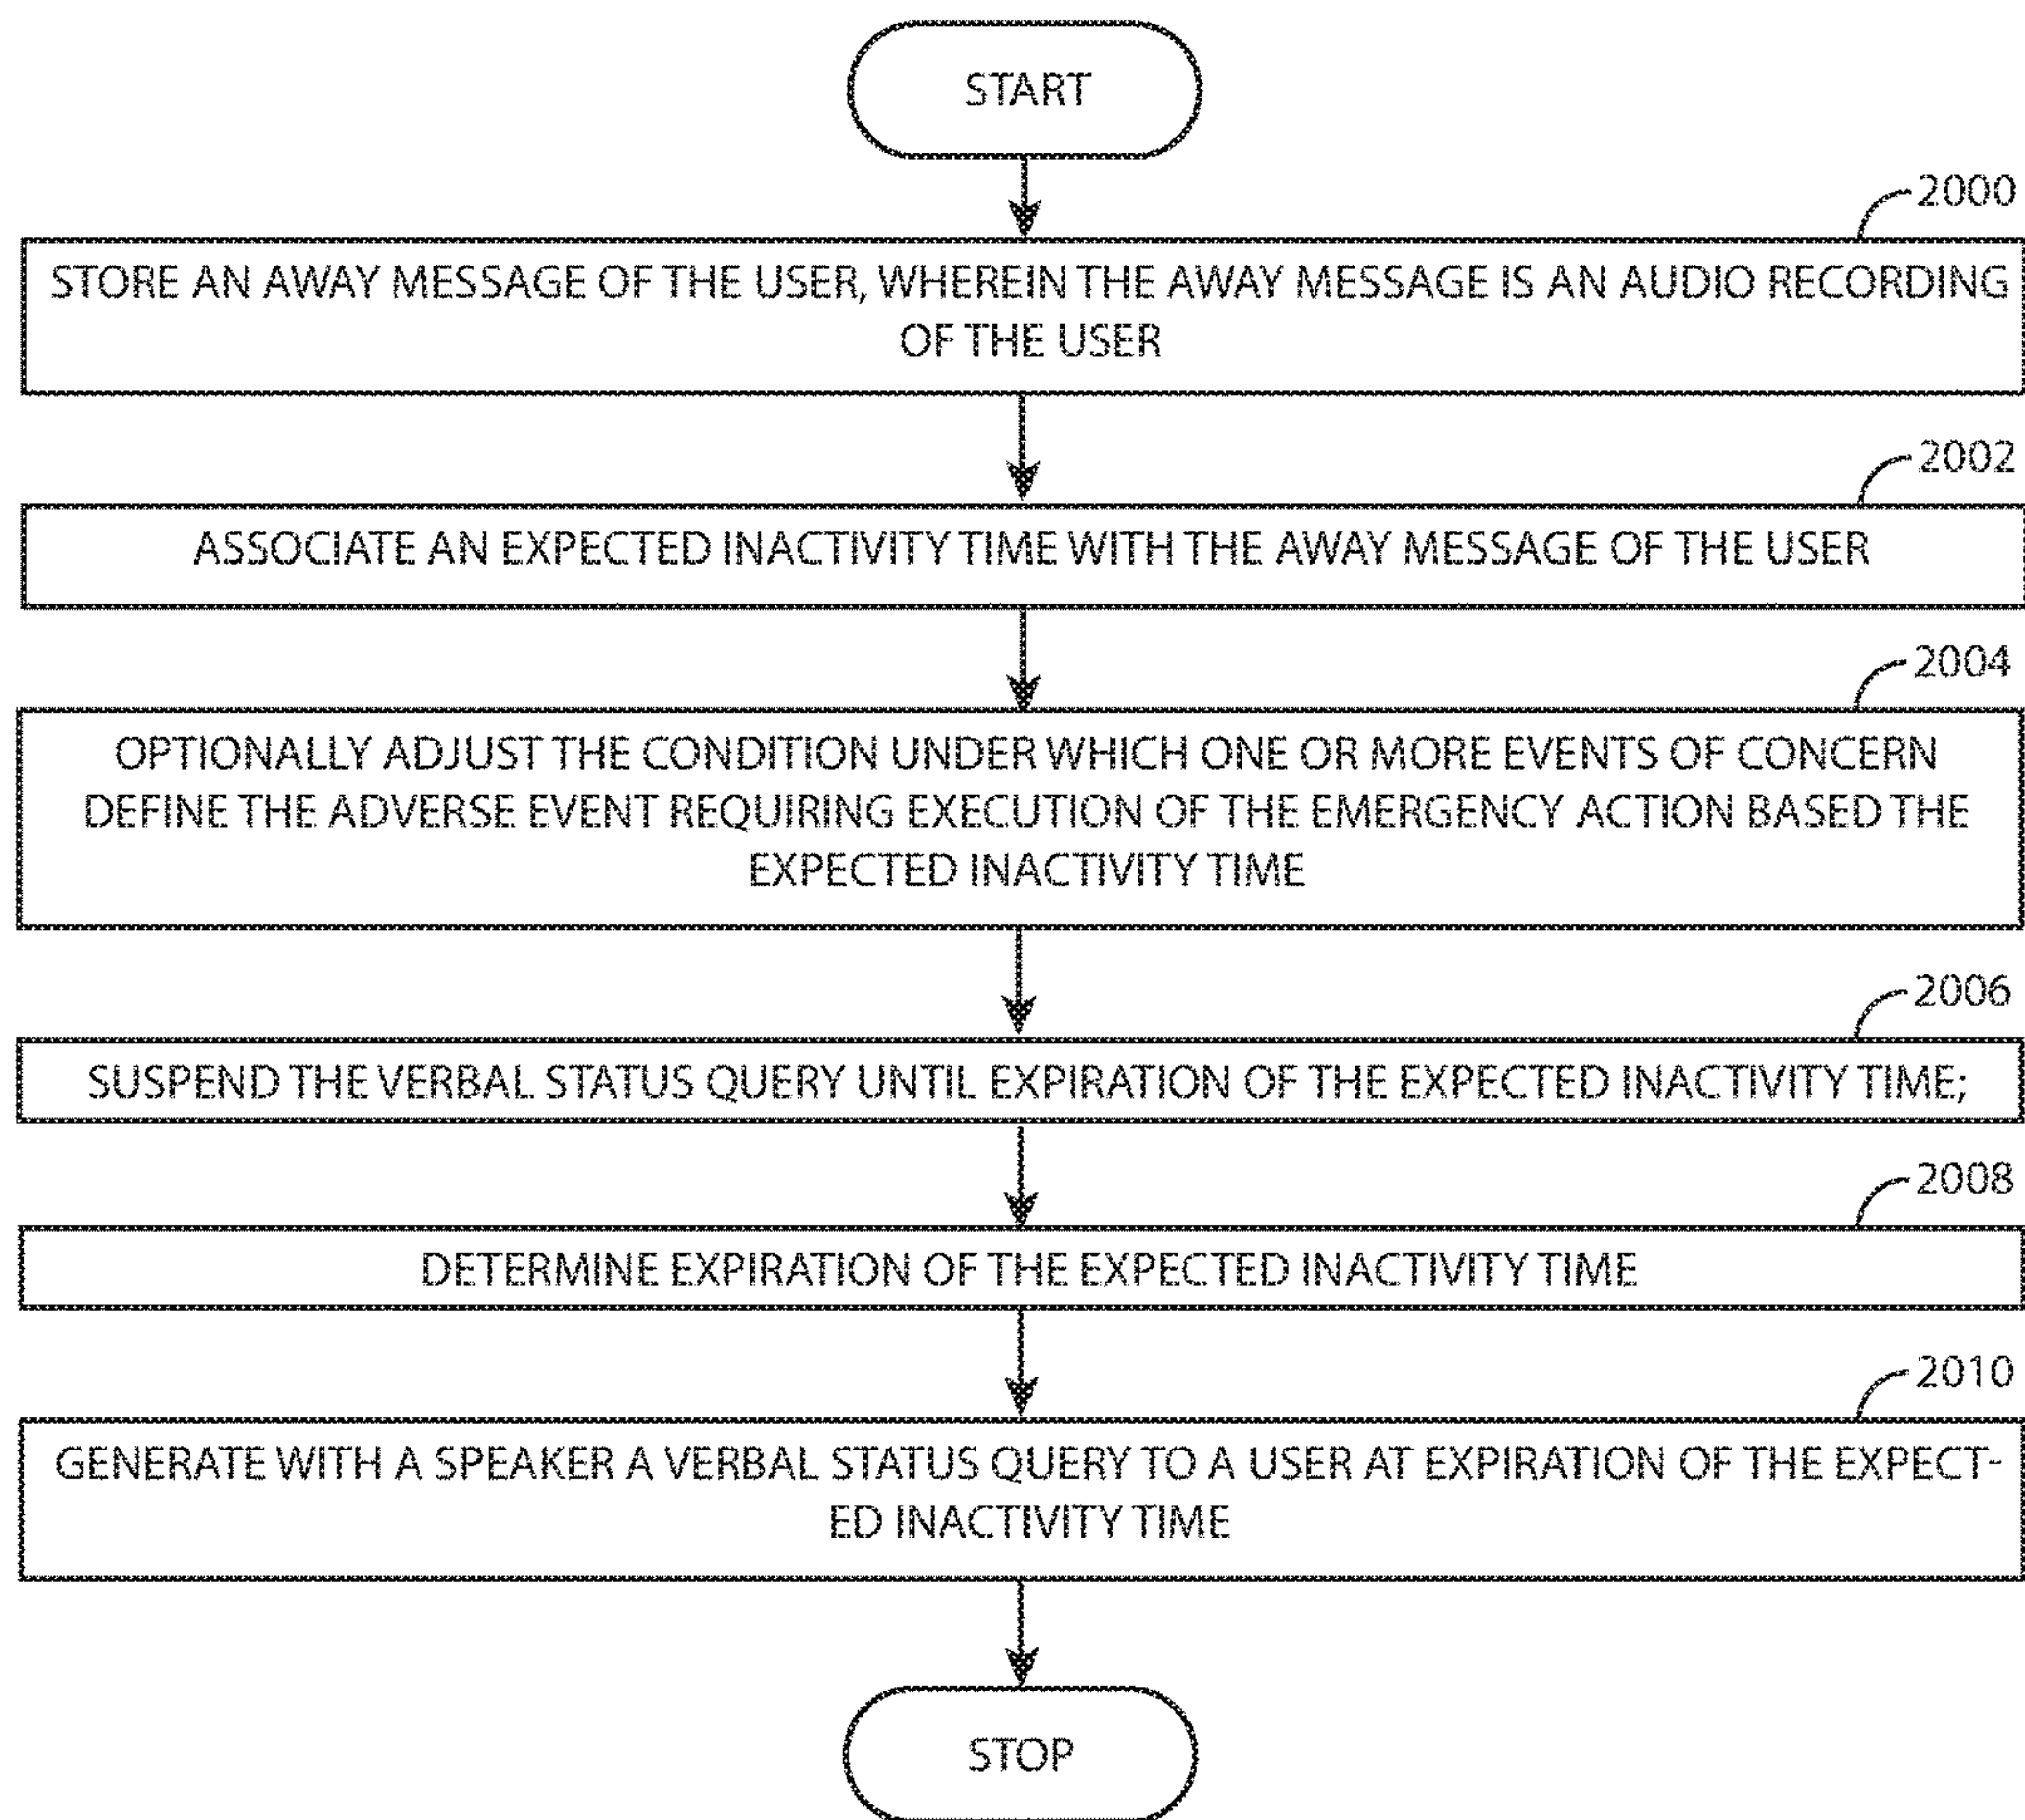 START
2000
STORE AN AWAY MESSAGE OF THE USER, WHEREIN THE AWAY MESSAGE IS AN AUDIO RECORDING
OF THE USER
2002
ASSOCIATE AN EXPECTED INACTIVITY TIME WITH THE AWAY MESSAGE OF THE USER
2004
OPTIONALLY ADJUST THE CONDITION UNDER WHICH ONE OR MORE EVENTS OF CONCERN
DEFINE THE ADVERSE EVENT REQUIRING EXECUTION OF THE EMERGENCY ACTION BASED THE
EXPECTED INACTIVITY TIME
2006
SUSPEND THE VERBAL STATUS QUERY UNTIL EXPIRATION OF THE EXPECTED INACTIVITY TIME;
2008
DETERMINE EXPIRATION OF THE EXPECTED INACTIVITY TIME
2010
GENERATE WITH A SPEAKER A VERBAL STATUS QUERY TO A USER AT EXPIRATION OF THE EXPECT-
ED INACTIVITY TIME
STOP